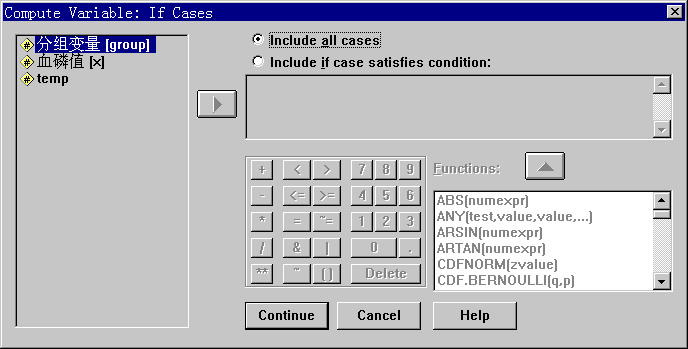 Compute Variable: If Cases
分组变量 [group]
血磷值 [x]
temp
Include all cases
Include if case satisfies condition:
+ < > 7 8 9
- <= >= 4 5 6
* = ~= 1 2 3
/ & | 0 .
** ~ () Delete
Functions:
ABS(numexpr)
ANY(test,value,value,...)
ARSIN(numexpr)
ARTAN(numexpr)
CDFNORM(zvalue)
CDF.BERNOULLI(q,p)
Continue Cancel Help